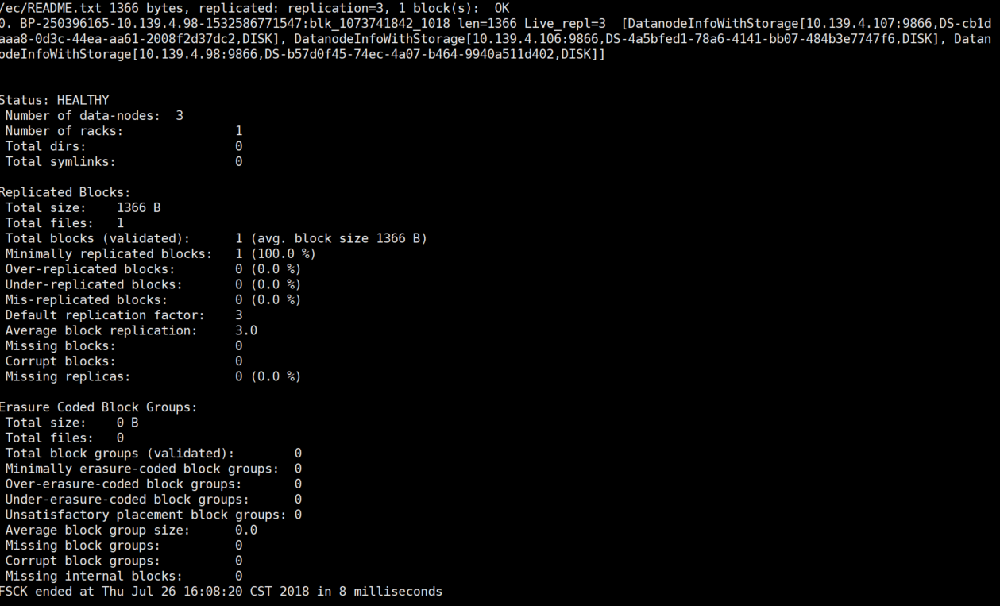 /ec/README.txt 1366 bytes, replicated: replication=3, 1 block(s):  OK
0. BP-250396165-10.139.4.98-1532586771547:blk_1073741842_1018 len=1366 Live_repl=3  [DatanodeInfoWithStorage[10.139.4.107:9866,DS-cb1d
aaa8-0d3c-44ea-aa61-2008f2d37dc2,DISK], DatanodeInfoWithStorage[10.139.4.106:9866,DS-4a5bfed1-78a6-4141-bb07-484b3e7747f6,DISK], Datan
odeInfoWithStorage[10.139.4.98:9866,DS-b57d0f45-74ec-4a07-b464-9940a511d402,DISK]]
Status: HEALTHY
Number of data-nodes:  3
Number of racks:               1
Total dirs:                    0
Total symlinks:                0
Replicated Blocks:
Total size:    1366 B
Total files:   1
Total blocks (validated):      1 (avg. block size 1366 B)
Minimally replicated blocks:   1 (100.0 %)
Over-replicated blocks:        0 (0.0 %)
Under-replicated blocks:       0 (0.0 %)
Mis-replicated blocks:         0 (0.0 %)
Default replication factor:    3
Average block replication:     3.0
Missing blocks:                0
Corrupt blocks:                0
Missing replicas:              0 (0.0 %)
Erasure Coded Block Groups:
Total size:    0 B
Total files:   0
Total block groups (validated):        0
Minimally erasure-coded block groups:  0
Over-erasure-coded block groups:       0
Under-erasure-coded block groups:      0
Unsatisfactory placement block groups: 0
Average block group size:      0.0
Missing block groups:          0
Corrupt block groups:          0
Missing internal blocks:       0
FSCK ended at Thu Jul 26 16:08:20 CST 2018 in 8 milliseconds